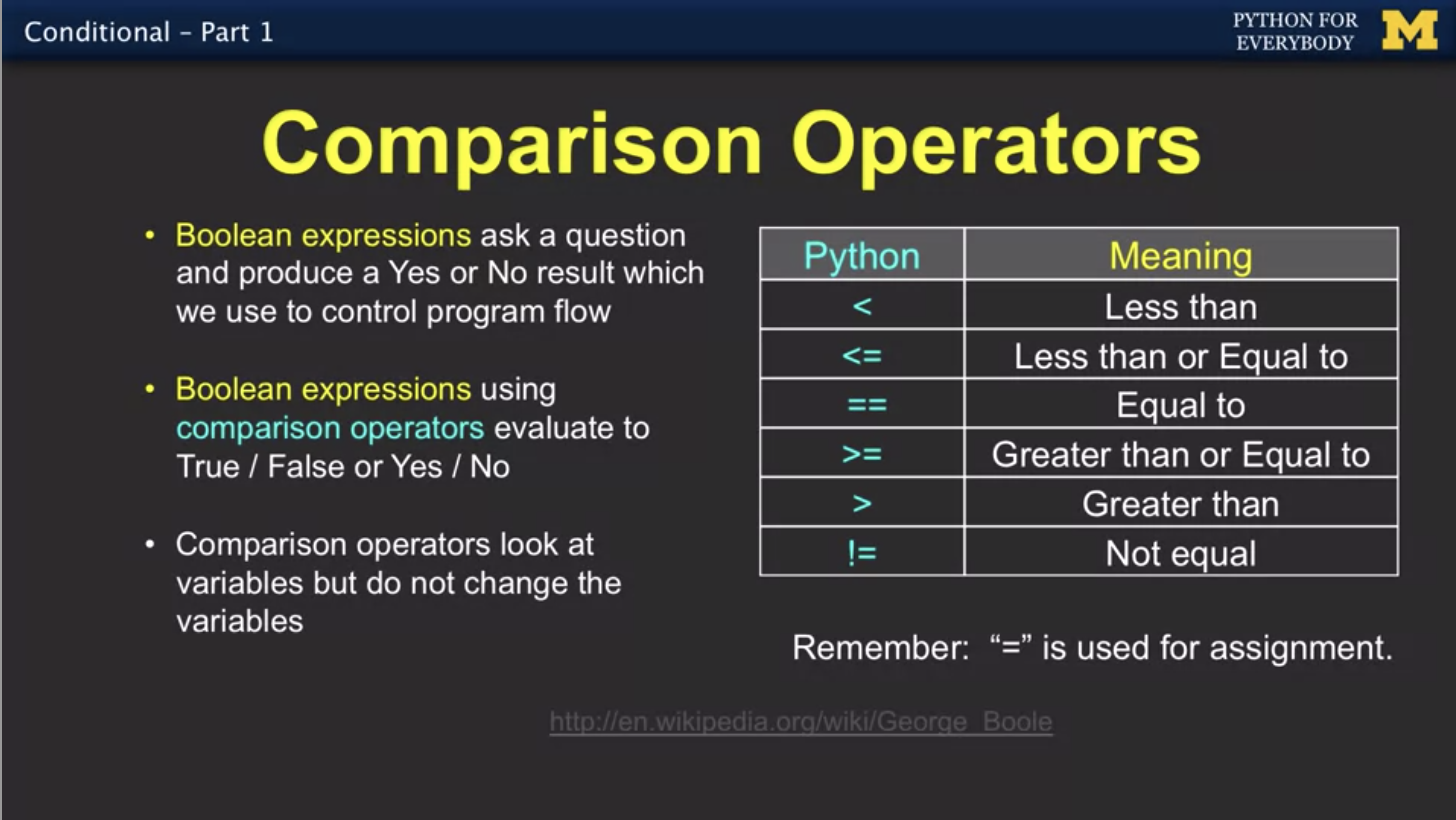 Conditional – Part 1
PYTHON FOR
EVERYBODY
M
Comparison Operators
• Boolean expressions ask a question
and produce a Yes or No result which
we use to control program flow
• Boolean expressions using
comparison operators evaluate to
True / False or Yes / No
• Comparison operators look at
variables but do not change the
variables
Python Meaning
< Less than
<= Less than or Equal to
== Equal to
>= Greater than or Equal to
> Greater than
!= Not equal
Remember:  “=” is used for assignment.
http://en.wikipedia.org/wiki/George_Boole